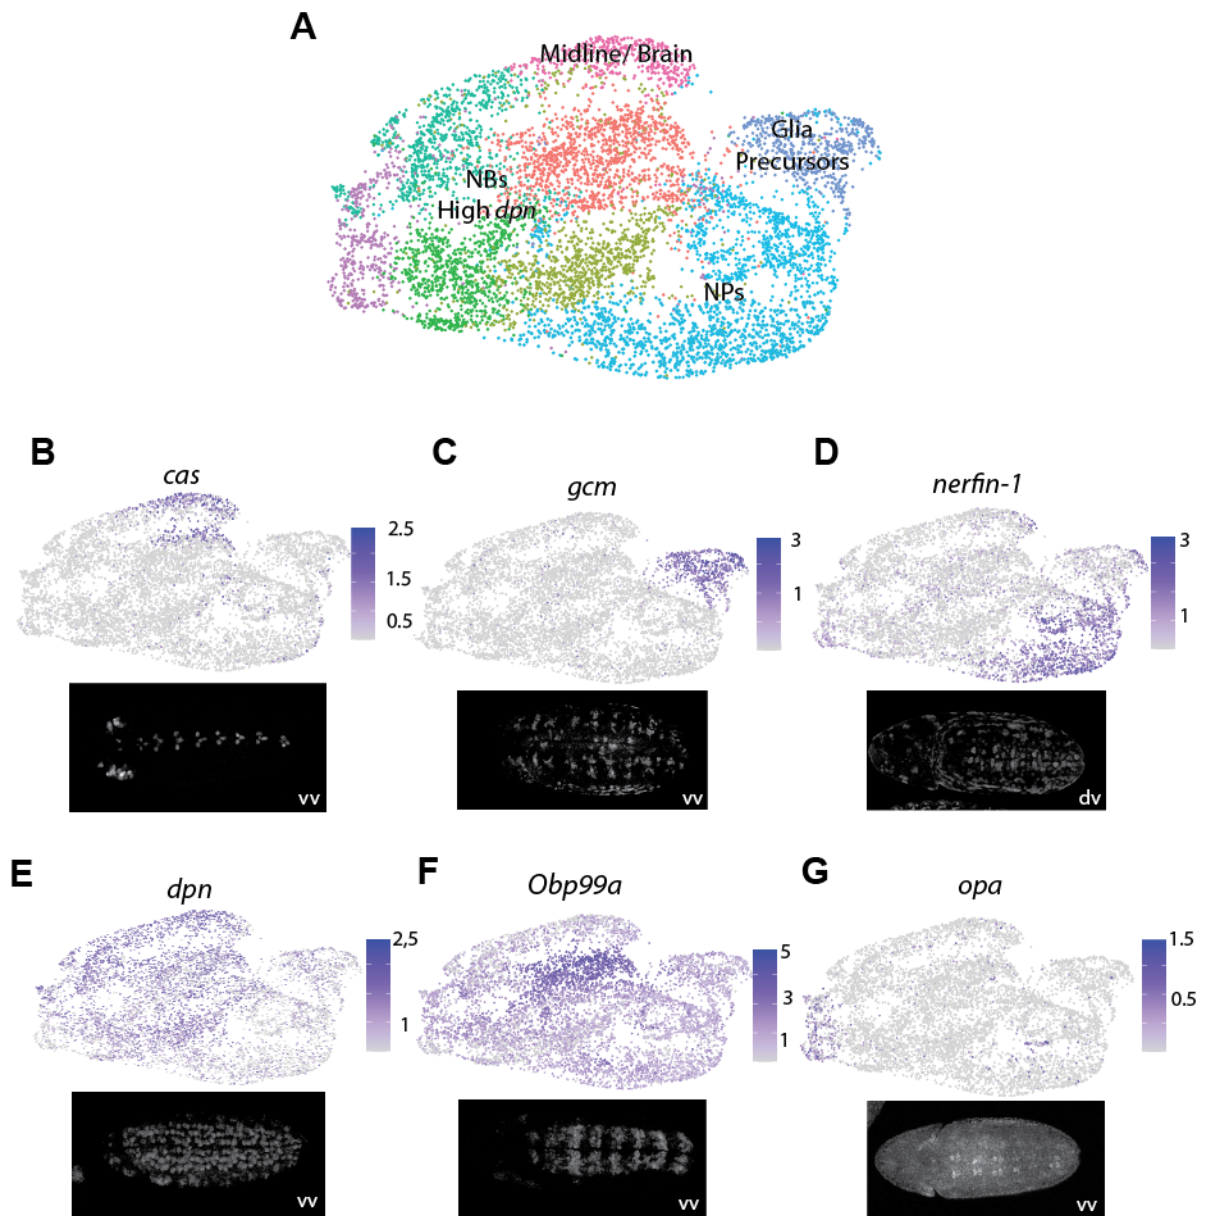 A
Midline/ Brain
Glia
Precursors
NBs
High dpn
NPs
B
cas
2.5
1.5
0.5
vv
C
gcm
3
1
vv
D
nerfin-1
3
1
dv
E
dpn
2,5
1
vv
F
Obp99a
5
3
1
vv
G
opa
1.5
0.5
vv